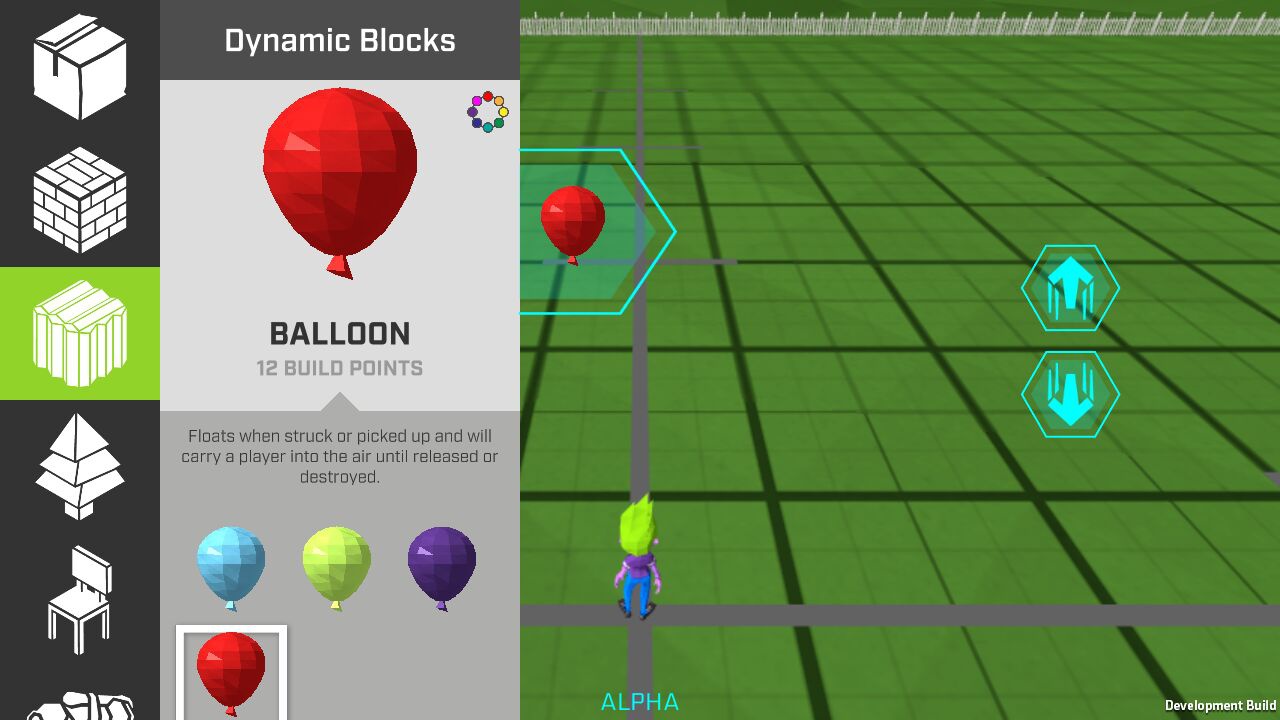 Dynamic Blocks
BALLOON
12 BUILD POINTS
Floats when struck or picked up and will
carry a player into the air until released or
destroyed.
ALPHA
Development Build